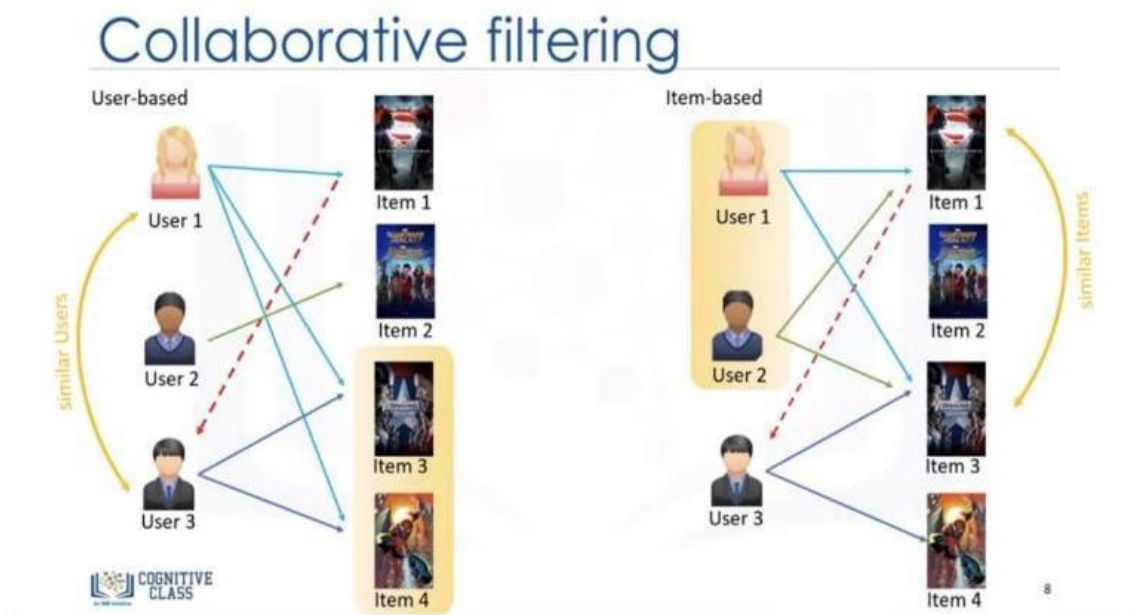 Collaborative filtering
User-based
User 1
User 2
User 3
similar Users
Item 1
Item 2
Item 3
Item 4
Item-based
User 1
User 2
User 3
Item 1
Item 2
Item 3
Item 4
similar Items
COGNITIVE
CLASS
8